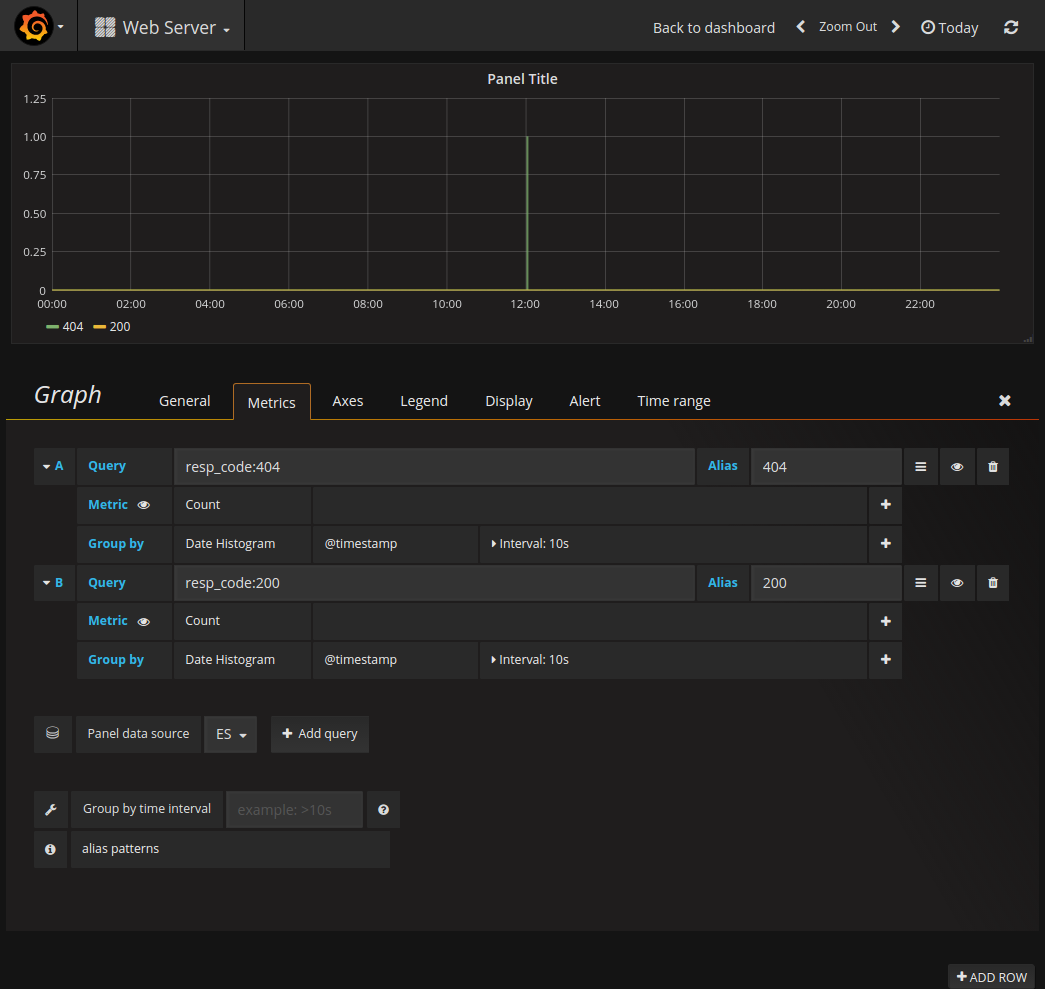 Web Server Back to dashboard Zoom Out Today
Panel Title
1.25
1.00
0.75
0.50
0.25
0
00:00 02:00 04:00 06:00 08:00 10:00 12:00 14:00 16:00 18:00 20:00 22:00
404 200
Graph General Metrics Axes Legend Display Alert Time range
A Query resp_code:404 Alias 404
Metric Count
Group by Date Histogram @timestamp Interval: 10s
B Query resp_code:200 Alias 200
Metric Count
Group by Date Histogram @timestamp Interval: 10s
Panel data source ES Add query
Group by time interval example: >10s
alias patterns
ADD ROW